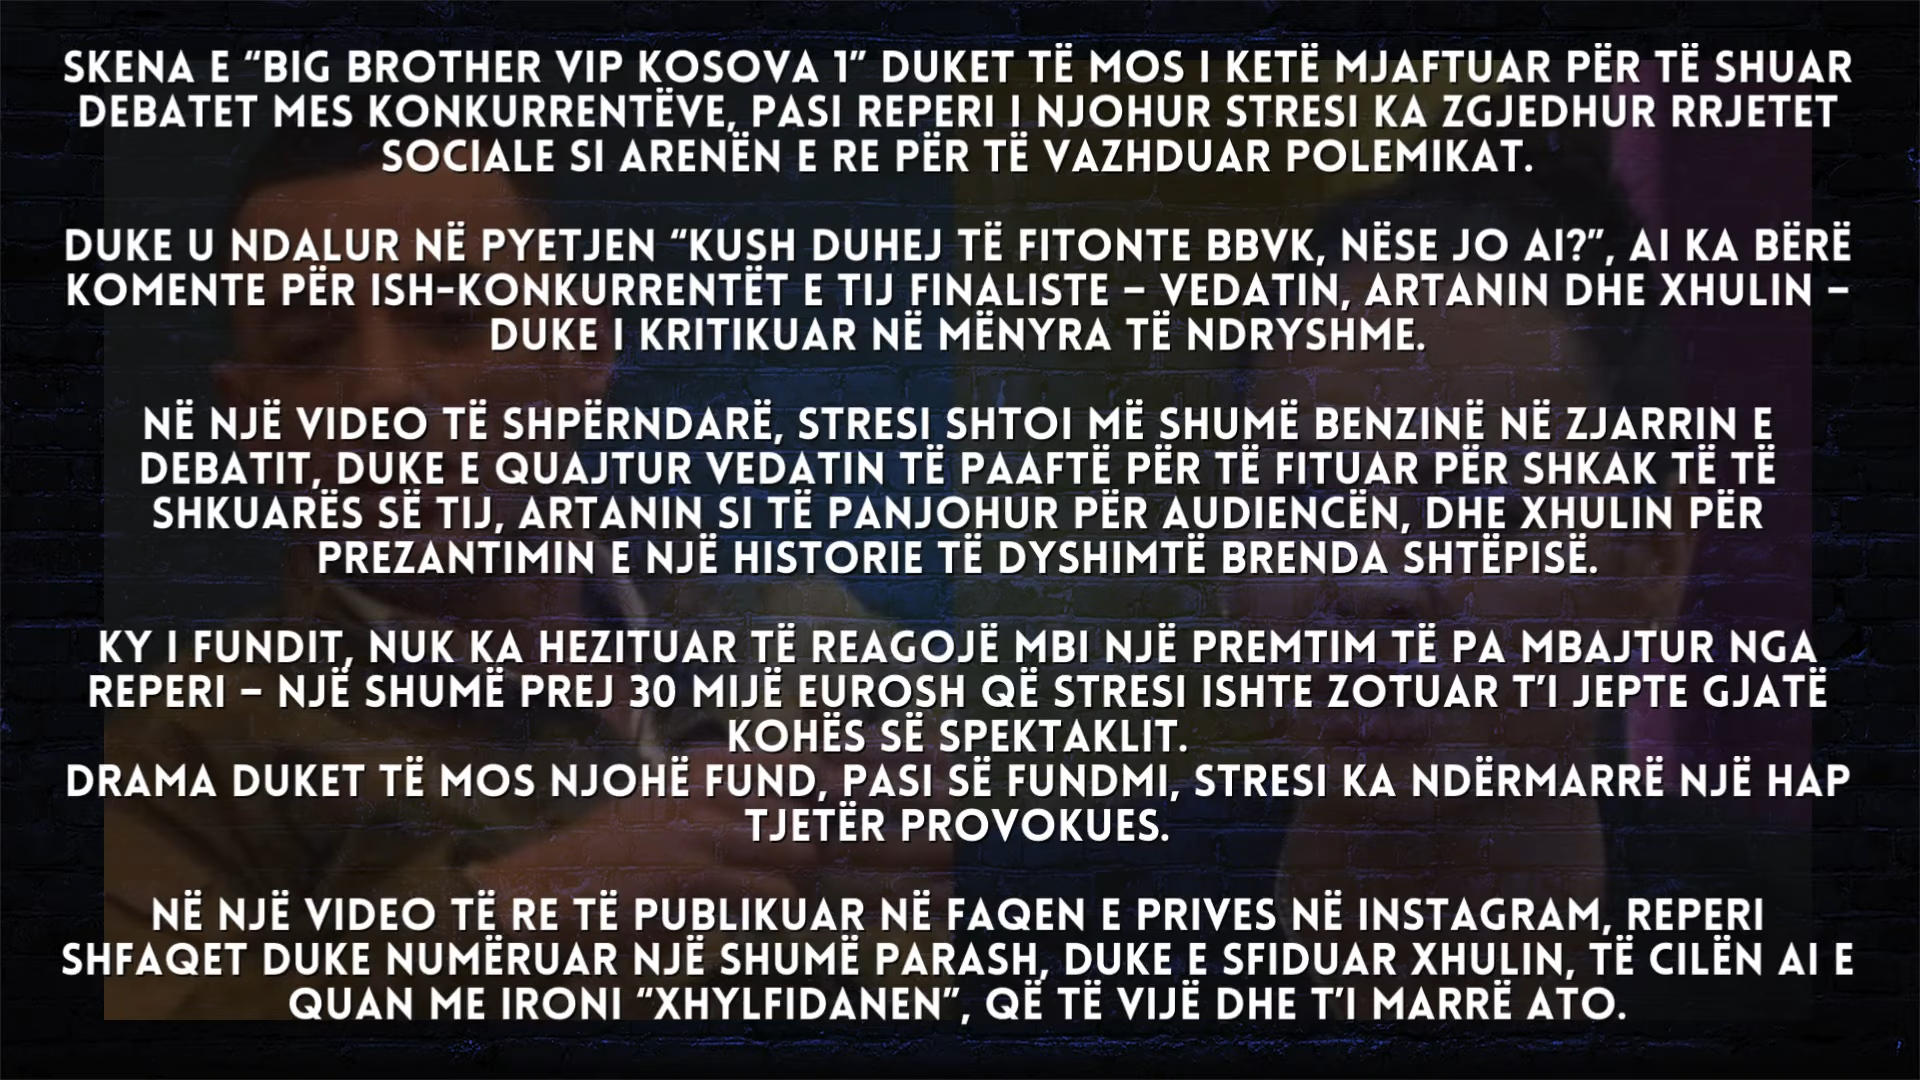 SKENA E “BIG BROTHER VIP KOSOVA 1” DUKET TË MOS I KETË MJAFTUAR PËR TË SHUAR
DEBATET MES KONKURRENTËVE, PASI REPERI I NJOHUR STRESI KA ZGJEDHUR RRJETET
SOCIALE SI ARENËN E RE PËR TË VAZHDUAR POLEMIKAT.
DUKE U NDALUR NË PYETJEN “KUSH DUHEJ TË FITONTE BBVK, NËSE JO AI?”, AI KA BËRË
KOMENTE PËR ISH-KONKURRENTËT E TIJ FINALISTE – VEDATIN, ARTANIN DHE XHULIN –
DUKE I KRITIKUAR NË MËNYRA TË NDRYSHME.
NË NJË VIDEO TË SHPËRNDARË, STRESI SHTOI MË SHUMË BENZINË NË ZJARRIN E
DEBATIT, DUKE E QUAJTUR VEDATIN TË PAAFTË PËR TË FITUAR PËR SHKAK TË TË
SHKUARËS SË TIJ, ARTANIN SI TË PANJOHUR PËR AUDIENCËN, DHE XHULIN PËR
PREZANTIMIN E NJË HISTORIE TË DYSHIMTË BRENDA SHTËPISË.
KY I FUNDIT, NUK KA HEZITUAR TË REAGOJË MBI NJË PREMTIM TË PA MBAJTUR NGA
REPERI – NJË SHUMË PREJ 30 MIJË EUROSH QË STRESI ISHTE ZOTUAR T’I JEPTE GJATË
KOHËS SË SPEKTAKLIT.
DRAMA DUKET TË MOS NJOHË FUND, PASI SË FUNDMI, STRESI KA NDËRMARRË NJË HAP
TJETËR PROVOKUES.
NË NJË VIDEO TË RE TË PUBLIKUAR NË FAQEN E PRIVES NË INSTAGRAM, REPERI
SHFAQET DUKE NUMËRUAR NJË SHUMË PARASH, DUKE E SFIDUAR XHULIN, TË CILËN AI E
QUAN ME IRONI “XHYLFIDANEN”, QË TË VIJË DHE T’I MARRË ATO.